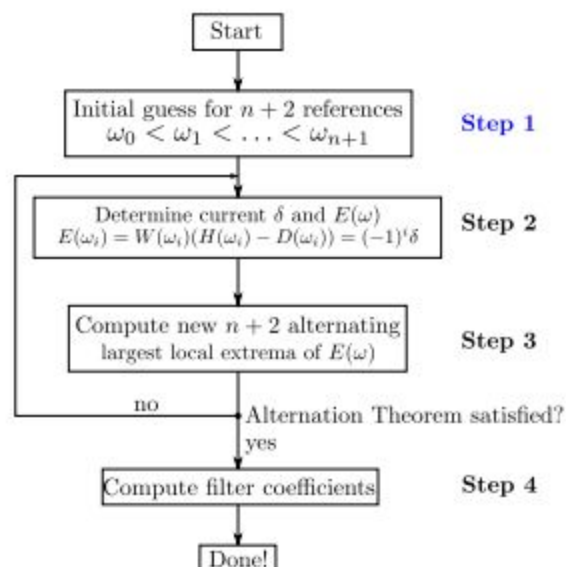 Start
Initial guess for n + 2 references
ω₀ < ω₁ < . . . < ωₙ₊₁
Step 1
Determine current δ and E(ω)
E(ωᵢ) = W(ωᵢ)(H(ωᵢ) − D(ωᵢ)) = (−1)ⁱδ
Step 2
Compute new n + 2 alternating
largest local extrema of E(ω)
Step 3
no
Alternation Theorem satisfied?
yes
Compute filter coefficients
Step 4
Done!